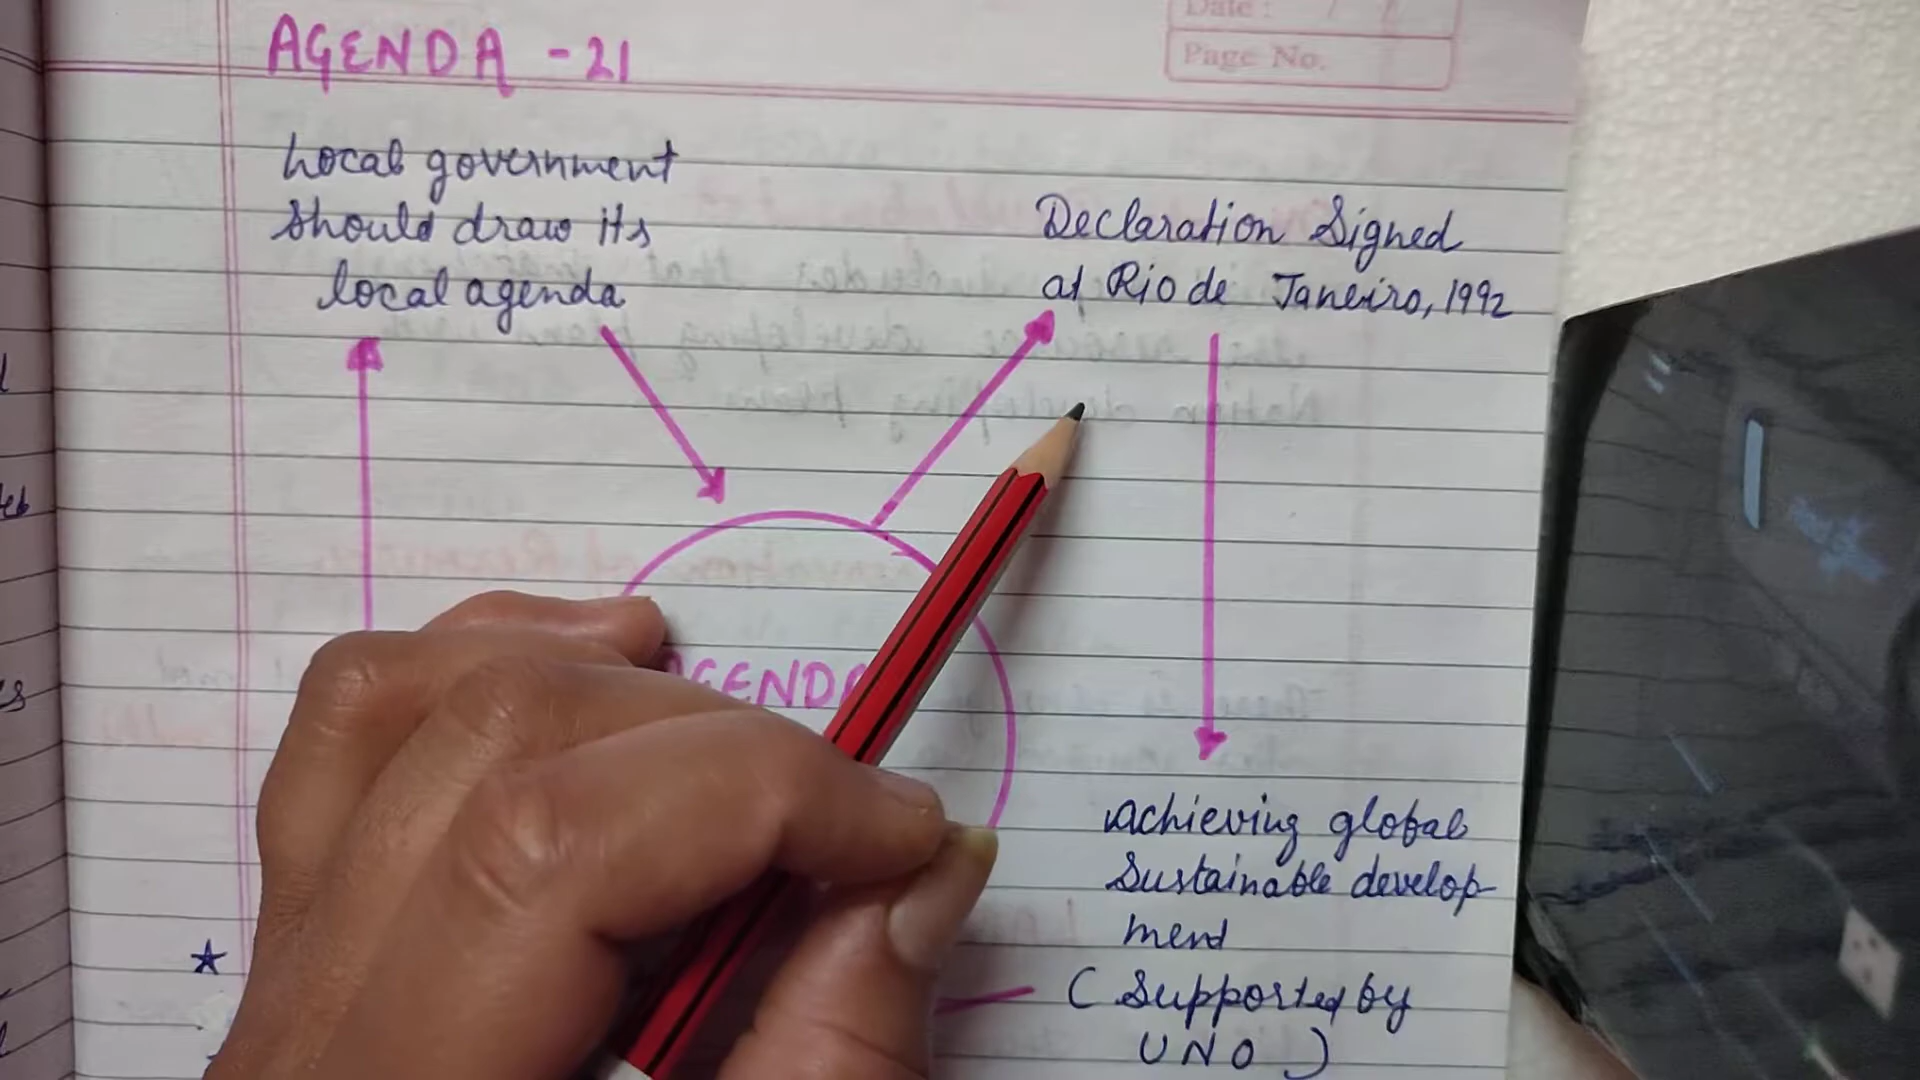 Date : / /
Page No.
AGENDA - 21
Local government
should draw its
local agenda
Declaration Signed
at Rio de Janeiro, 1992
AGENDA
achieving global
Sustainable develop-
ment
( Supported by
UNO )